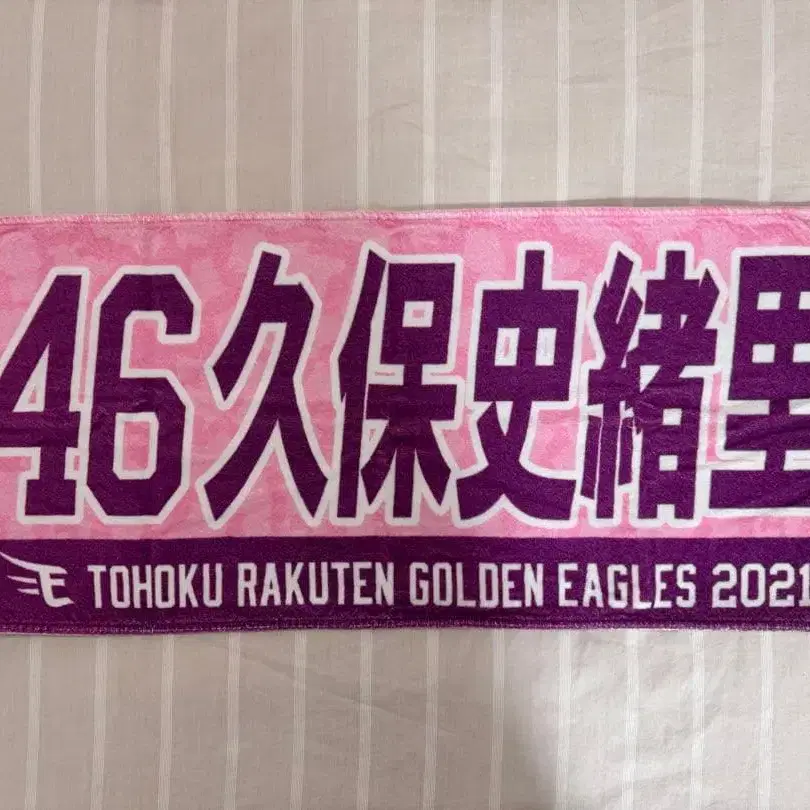 46久保史緒里
TOHOKU RAKUTEN GOLDEN EAGLES 2021